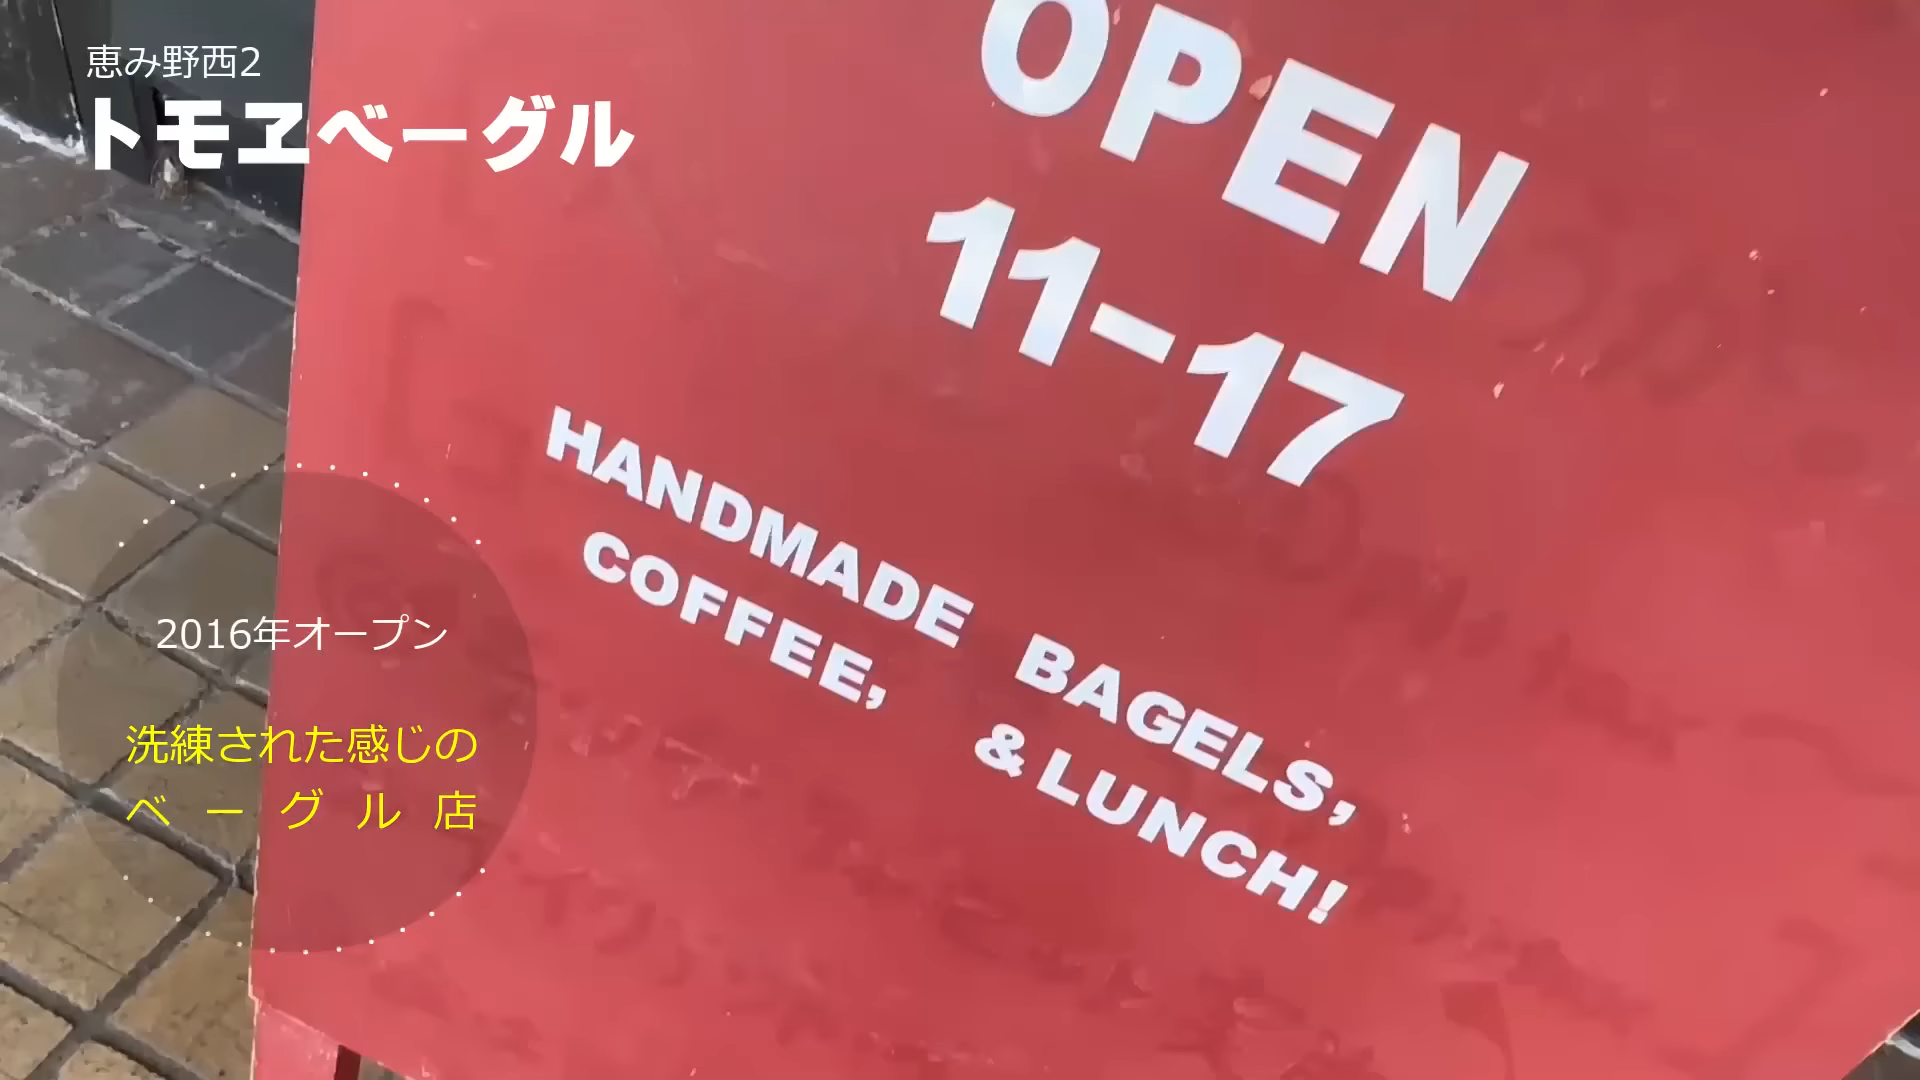 恵み野西2
トモヱベーグル
OPEN
11-17
HANDMADE BAGELS,
COFFEE, & LUNCH!
2016年オープン
洗練された感じの
ベーグル店